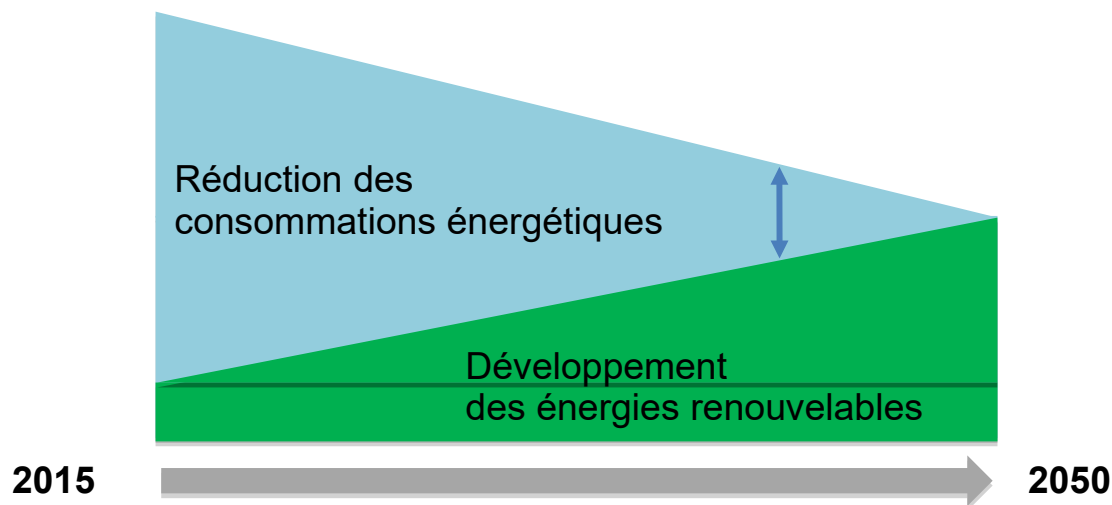 Réduction des
consommations énergétiques
Développement
des énergies renouvelables
2015
2050